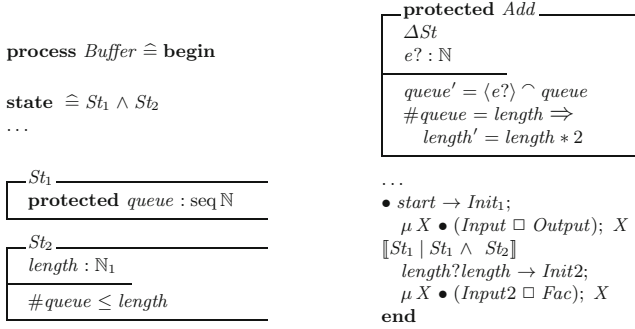 process Buffer ≙ begin
state ≙ St₁ ∧ St₂
...
St₁
protected queue : seq ℕ
St₂
length : ℕ₁
#queue ≤ length
protected Add
ΔSt
e? : ℕ
queue′ = ⟨e?⟩ ⌢ queue
#queue = length ⇒
length′ = length ∗ 2
...
• start → Init₁;
μ X • (Input □ Output); X
⟦St₁ | St₁ ∧ St₂⟧
length?length → Init2;
μ X • (Input2 □ Fac); X
end